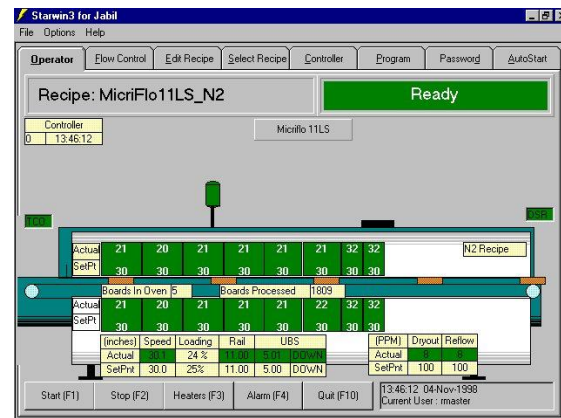 Starwin3 for Jabil
File Options Help
Operator Flow Control Edit Recipe Select Recipe Controller Program Password AutoStart
Recipe: MicriFlo11LS_N2 Ready
Controller
0 13:46:12
Micriflo 11LS
TCO DSR
Actual 21 20 21 21 21 21 32 32 N2 Recipe
SetPt 30 30 30 30 30 30 30 30
Boards In Oven 5 Boards Processed 1809
Actual 21 20 21 21 21 22 32 32
SetPt 30 30 30 30 30 30 30 30
(inches) Speed Loading Rail UBS (PPM) Dryout Reflow
Actual 30.1 24 % 11.00 5.01 DOWN Actual 8 8
SetPnt 30.0 25% 11.00 5.00 DOWN SetPnt 100 100
Start (F1) Stop (F2) Heaters (F3) Alarm (F4) Quit (F10) 13:46:12 04-Nov-1998
Current User : rmaster